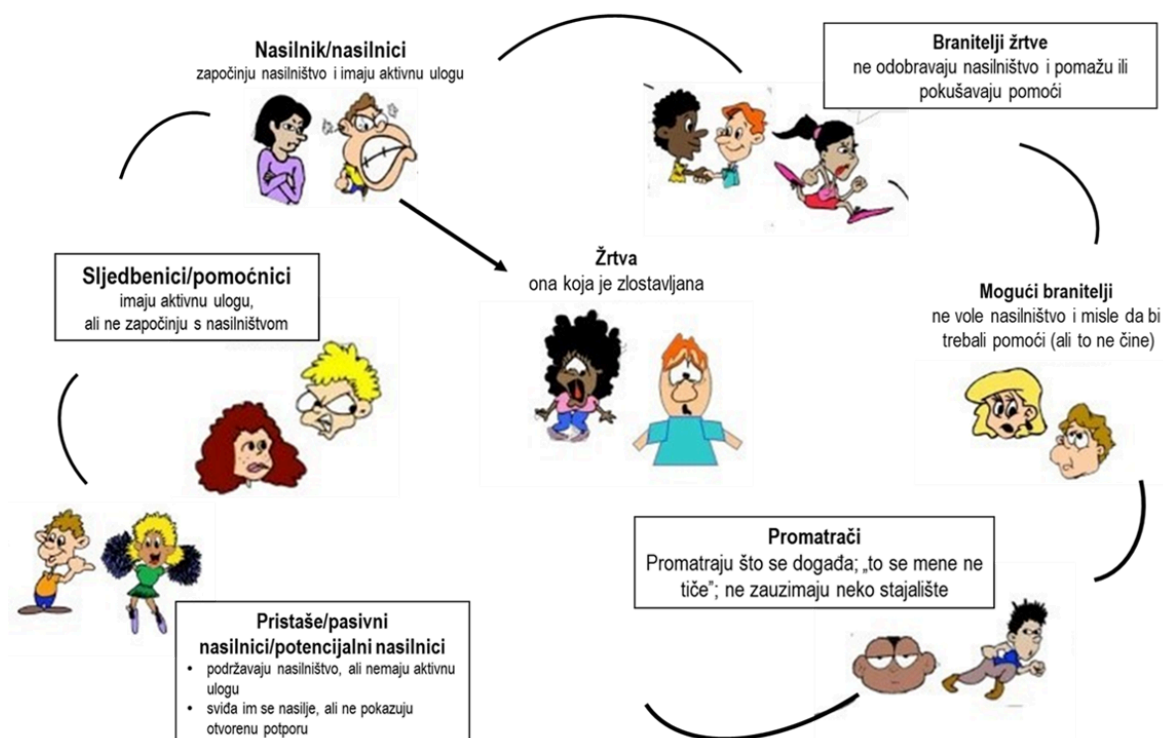 Nasilnik/nasilnici
započinju nasilništvo i imaju aktivnu ulogu
Branitelji žrtve
ne odobravaju nasilništvo i pomažu ili
pokušavaju pomoći
Sljedbenici/pomoćnici
imaju aktivnu ulogu,
ali ne započinju s nasilništvom
Žrtva
ona koja je zlostavljana
Mogući branitelji
ne vole nasilništvo i misle da bi
trebali pomoći (ali to ne čine)
Promatrači
Promatraju što se događa; „to se mene ne
tiče”; ne zauzimaju neko stajalište
Pristaše/pasivni
nasilnici/potencijalni nasilnici
• podržavaju nasilništvo, ali nemaju aktivnu
ulogu
• sviđa im se nasilje, ali ne pokazuju
otvorenu potporu